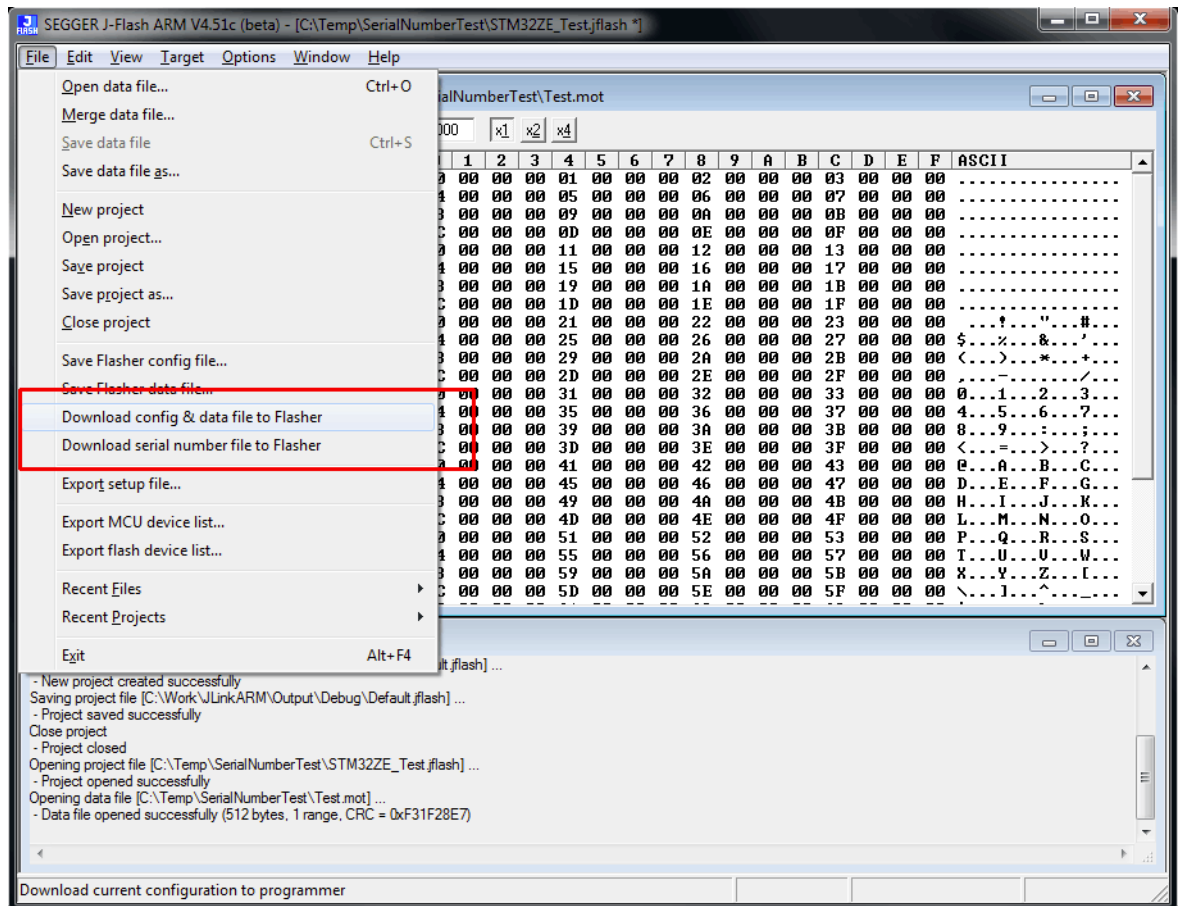 SEGGER J-Flash ARM V4.51c (beta) - [C:\Temp\SerialNumberTest\STM32ZE_Test.jflash *]
File Edit View Target Options Window Help
Open data file... Ctrl+O
Merge data file...
Save data file Ctrl+S
Save data file as...
New project
Open project...
Save project
Save project as...
Close project
Save Flasher config file...
Save Flasher data file...
Download config & data file to Flasher
Download serial number file to Flasher
Export setup file...
Export MCU device list...
Export flash device list...
Recent Files
Recent Projects
Exit Alt+F4
ialNumberTest\Test.mot
x1 x2 x4
1 2 3 4 5 6 7 8 9 A B C D E F ASCII
00 00 00 01 00 00 00 02 00 00 00 03 00 00 00 ................
00 00 00 05 00 00 00 06 00 00 00 07 00 00 00 ................
00 00 00 09 00 00 00 0A 00 00 00 0B 00 00 00 ................
00 00 00 0D 00 00 00 0E 00 00 00 0F 00 00 00 ................
00 00 00 11 00 00 00 12 00 00 00 13 00 00 00 ................
00 00 00 15 00 00 00 16 00 00 00 17 00 00 00 ................
00 00 00 19 00 00 00 1A 00 00 00 1B 00 00 00 ................
00 00 00 1D 00 00 00 1E 00 00 00 1F 00 00 00 ................
00 00 00 21 00 00 00 22 00 00 00 23 00 00 00 ...!..."...#...
00 00 00 25 00 00 00 26 00 00 00 27 00 00 00 $...%...&...'...
00 00 00 29 00 00 00 2A 00 00 00 2B 00 00 00 (...)...*...+...
00 00 00 2D 00 00 00 2E 00 00 00 2F 00 00 00 ,...-......./...
00 00 00 31 00 00 00 32 00 00 00 33 00 00 00 0...1...2...3...
00 00 00 35 00 00 00 36 00 00 00 37 00 00 00 4...5...6...7...
00 00 00 39 00 00 00 3A 00 00 00 3B 00 00 00 8...9...:...;...
00 00 00 3D 00 00 00 3E 00 00 00 3F 00 00 00 <...=...>...?...
00 00 00 41 00 00 00 42 00 00 00 43 00 00 00 @...A...B...C...
00 00 00 45 00 00 00 46 00 00 00 47 00 00 00 D...E...F...G...
00 00 00 49 00 00 00 4A 00 00 00 4B 00 00 00 H...I...J...K...
00 00 00 4D 00 00 00 4E 00 00 00 4F 00 00 00 L...M...N...O...
00 00 00 51 00 00 00 52 00 00 00 53 00 00 00 P...Q...R...S...
00 00 00 55 00 00 00 56 00 00 00 57 00 00 00 T...U...V...W...
00 00 00 59 00 00 00 5A 00 00 00 5B 00 00 00 X...Y...Z...[...
00 00 00 5D 00 00 00 5E 00 00 00 5F 00 00 00 \...]...^..._...
.jflash] ...
- New project created successfully
Saving project file [C:\Work\JLinkARM\Output\Debug\Default.jflash] ...
- Project saved successfully
Close project
- Project closed
Opening project file [C:\Temp\SerialNumberTest\STM32ZE_Test.jflash] ...
- Project opened successfully
Opening data file [C:\Temp\SerialNumberTest\Test.mot] ...
- Data file opened successfully (512 bytes, 1 range, CRC = 0xF31F28E7)
Download current configuration to programmer